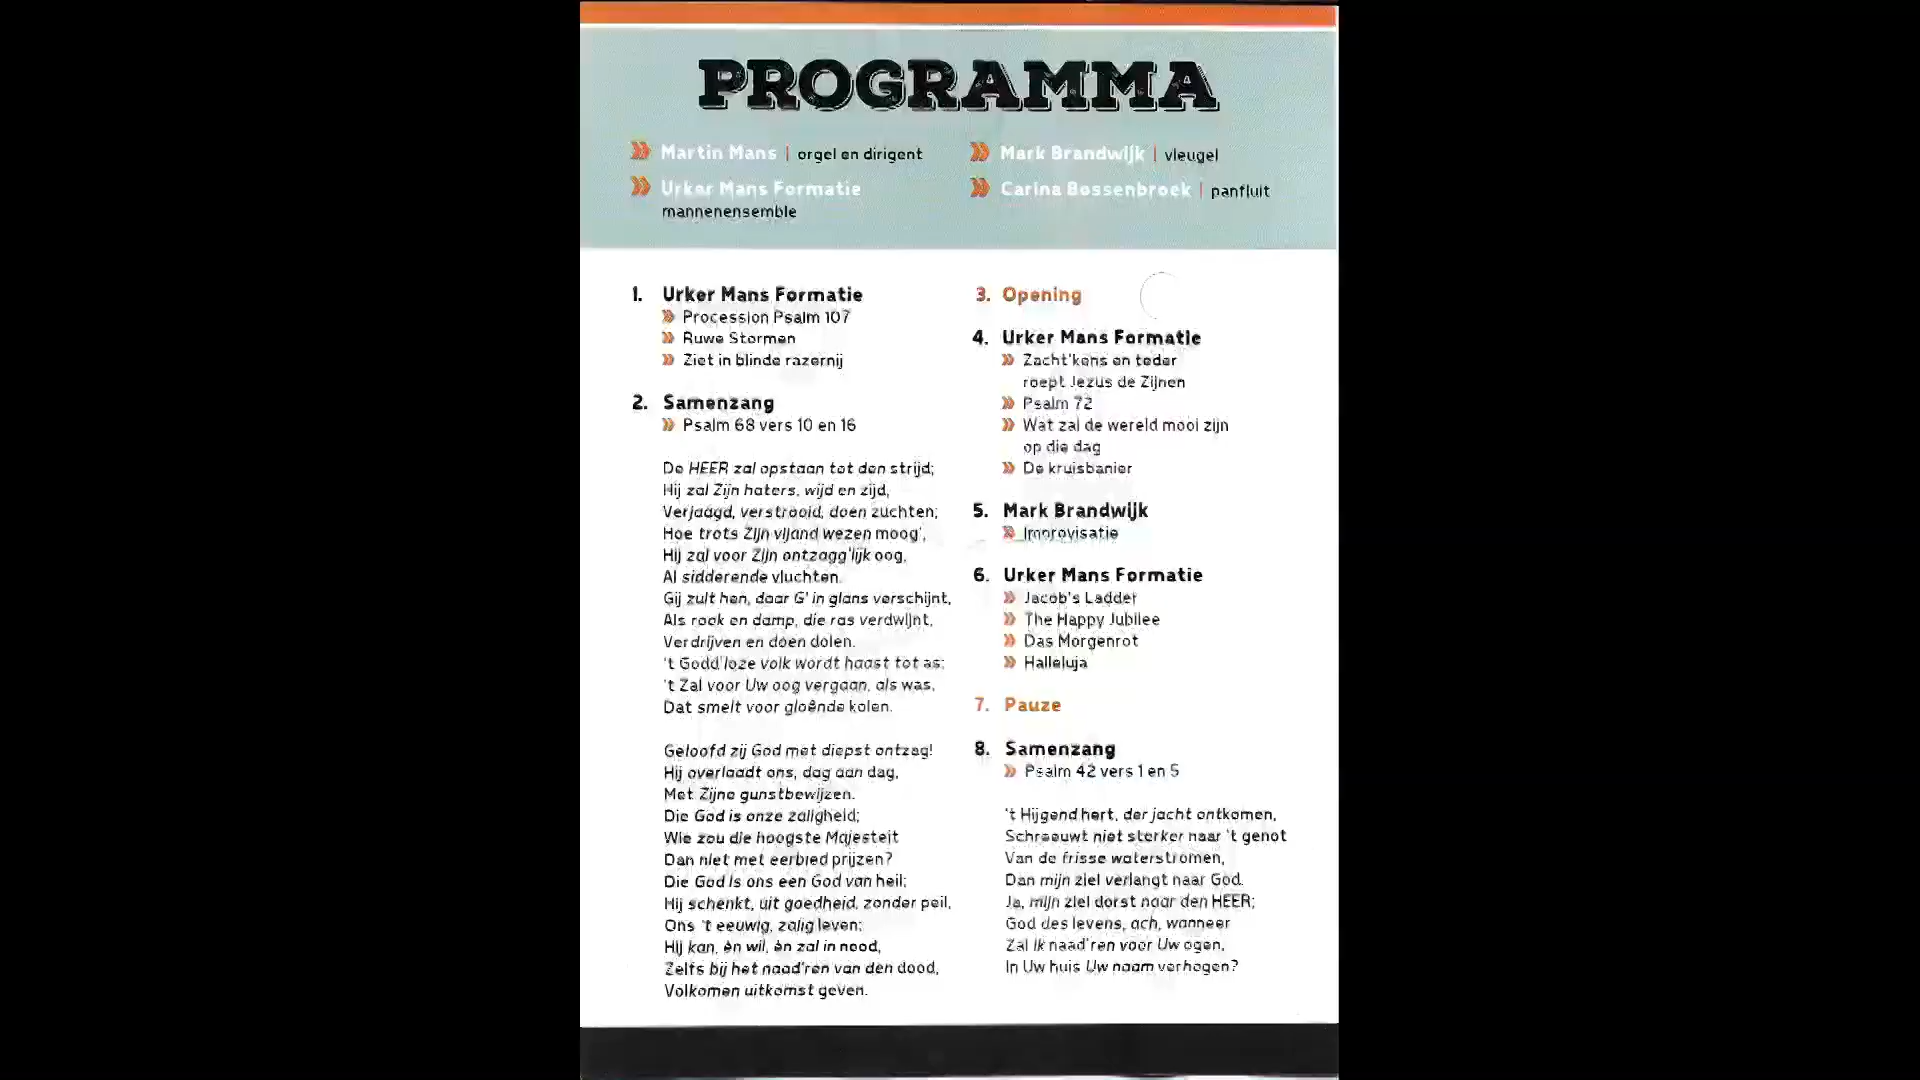 PROGRAMMA
Martin Mans | orgel en dirigent
Urker Mans Formatie
mannenensemble
Mark Brandwijk | vleugel
Carina Bossenbroek | panfluit
1. Urker Mans Formatie
Procession Psalm 107
Ruwe Stormen
Ziet in blinde razernij
2. Samenzang
Psalm 68 vers 10 en 16
De HEER zal opstaan tot den strijd;
Hij zal Zijn haters, wijd en zijd,
Verjaagd, verstrooid, doen zuchten;
Hoe trots Zijn vijand wezen moog',
Hij zal voor Zijn ontzagg'lijk oog,
Al sidderende vluchten.
Gij zult hen, daar G' in glans verschijnt,
Als rook en damp, die ras verdwijnt,
Verdrijven en doen dolen.
't Godd'loze volk wordt haast tot as;
't Zal voor Uw oog vergaan, als was,
Dat smelt voor gloênde kolen.
Geloofd zij God met diepst ontzag!
Hij overlaadt ons, dag aan dag,
Met Zijne gunstbewijzen.
Die God is onze zaligheid;
Wie zou die hoogste Majesteit
Dan niet met eerbied prijzen?
Die God is ons een God van heil;
Hij schenkt, uit goedheid, zonder peil,
Ons 't eeuwig, zalig leven;
Hij kan, èn wil, èn zal in nood,
Zelfs bij het naad'ren van den dood,
Volkomen uitkomst geven.
3. Opening
4. Urker Mans Formatie
Zacht'kens en teder
roept Jezus de Zijnen
Psalm 72
Wat zal de wereld mooi zijn
op die dag
De kruisbanier
5. Mark Brandwijk
Improvisatie
6. Urker Mans Formatie
Jacob's Ladder
The Happy Jubilee
Das Morgenrot
Halleluja
7. Pauze
8. Samenzang
Psalm 42 vers 1 en 5
't Hijgend hert, der jacht ontkomen,
Schreeuwt niet sterker naar 't genot
Van de frisse waterstromen,
Dan mijn ziel verlangt naar God.
Ja, mijn ziel dorst naar den HEER;
God des levens, ach, wanneer
Zal ik naad'ren voor Uw ogen,
In Uw huis Uw naam verhogen?